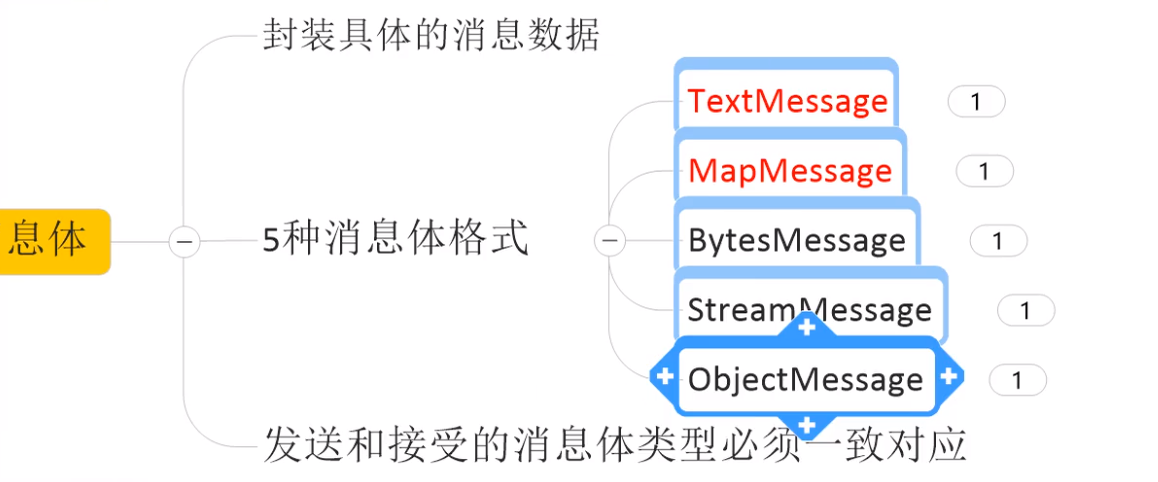 封装具体的消息数据
TextMessage
1
MapMessage
1
息体
5种消息体格式
BytesMessage
1
StreamMessage
1
ObjectMessage
1
发送和接受的消息体类型必须一致对应